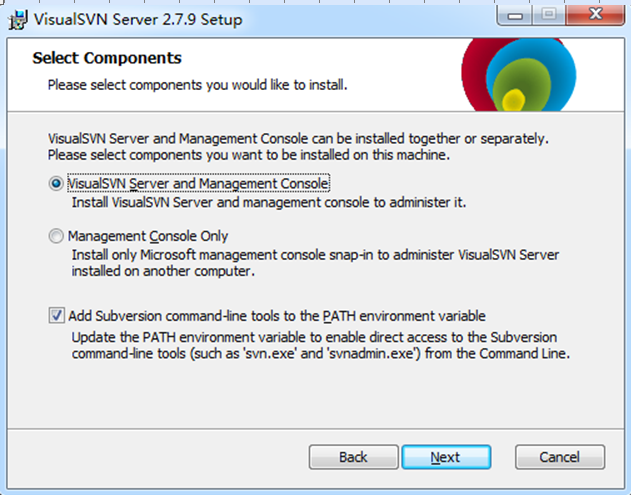 VisualSVN Server 2.7.9 Setup
Select Components
Please select components you would like to install.
VisualSVN Server and Management Console can be installed together or separately.
Please select components you want to be installed on this machine.
VisualSVN Server and Management Console
Install VisualSVN Server and management console to administer it.
Management Console Only
Install only Microsoft management console snap-in to administer VisualSVN Server
installed on another computer.
Add Subversion command-line tools to the PATH environment variable
Update the PATH environment variable to enable direct access to the Subversion
command-line tools (such as 'svn.exe' and 'svnadmin.exe') from the Command Line.
Back
Next
Cancel